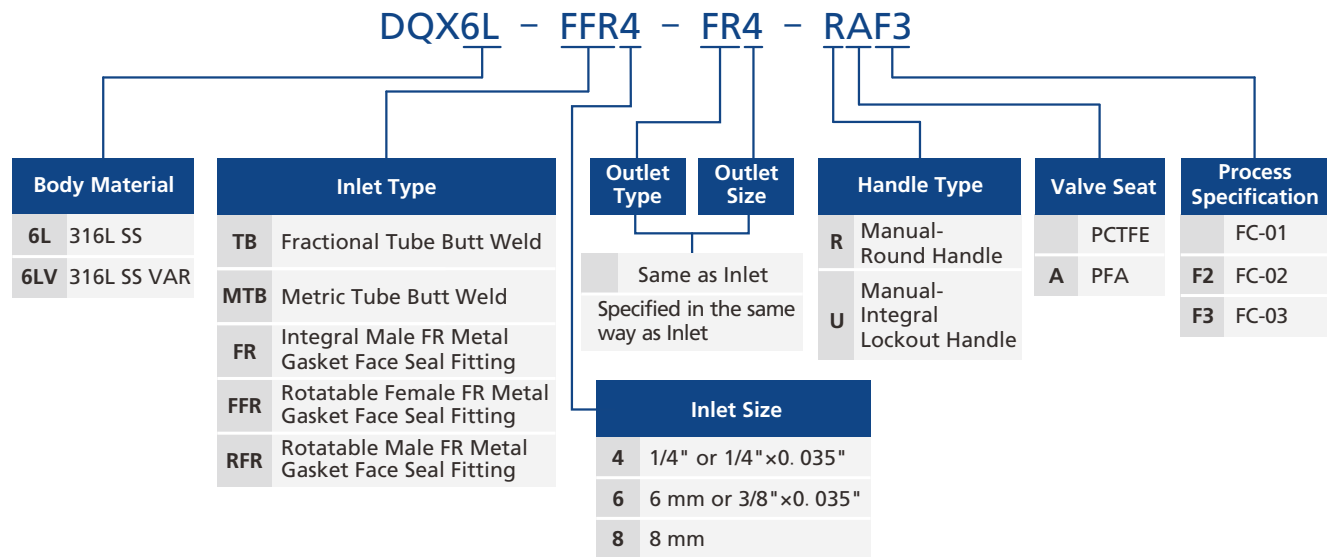 DQX6L – FFR4 – FR4 – RAF3
Body Material
6L 316L SS
6LV 316L SS VAR
Inlet Type
TB Fractional Tube Butt Weld
MTB Metric Tube Butt Weld
FR Integral Male FR Metal
Gasket Face Seal Fitting
FFR Rotatable Female FR Metal
Gasket Face Seal Fitting
RFR Rotatable Male FR Metal
Gasket Face Seal Fitting
Outlet
Type
Outlet
Size
Same as Inlet
Specified in the same
way as Inlet
Inlet Size
4 1/4" or 1/4"×0. 035"
6 6 mm or 3/8"×0. 035"
8 8 mm
Handle Type
R Manual-
Round Handle
U Manual-
Integral
Lockout Handle
Valve Seat
PCTFE
A PFA
Process
Specification
FC-01
F2 FC-02
F3 FC-03